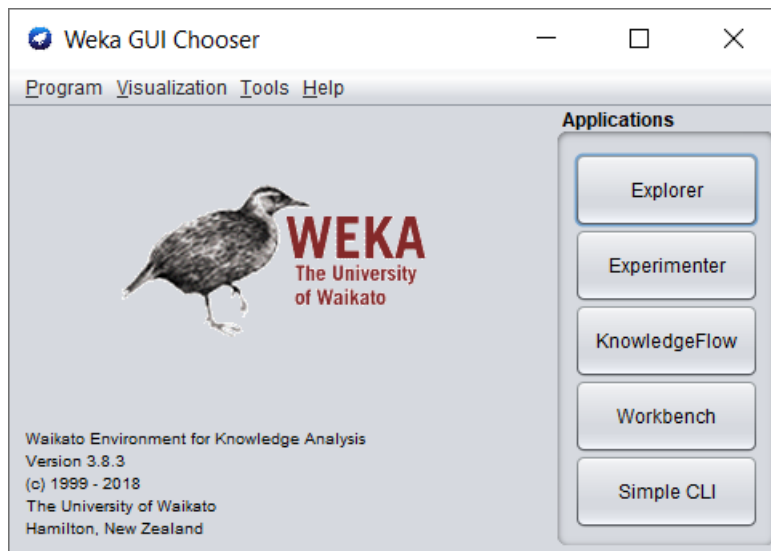 Weka GUI Chooser
Program Visualization Tools Help
Applications
Explorer
Experimenter
KnowledgeFlow
Workbench
Simple CLI
WEKA
The University
of Waikato
Waikato Environment for Knowledge Analysis
Version 3.8.3
(c) 1999 - 2018
The University of Waikato
Hamilton, New Zealand